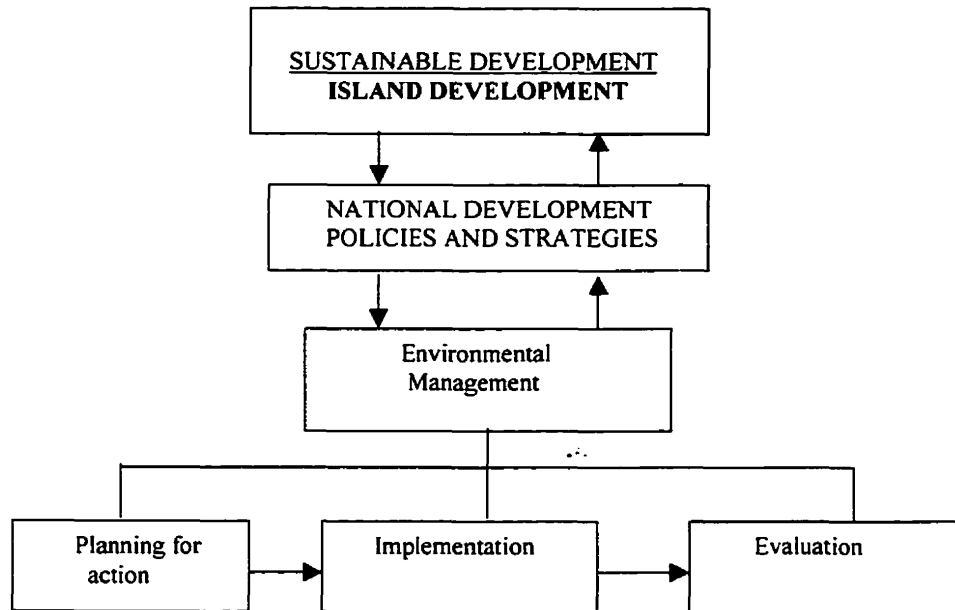 SUSTAINABLE DEVELOPMENT
ISLAND DEVELOPMENT
NATIONAL DEVELOPMENT
POLICIES AND STRATEGIES
Environmental
Management
Planning for
action
Implementation
Evaluation